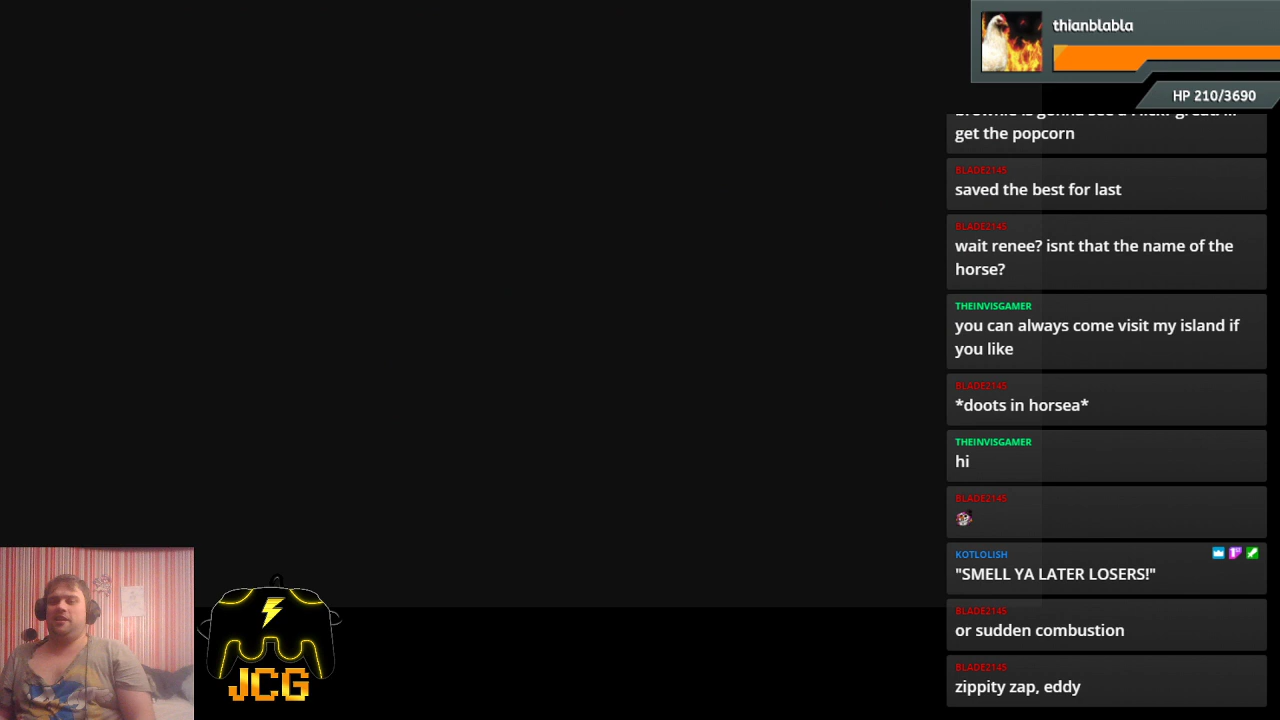 thianblabla
HP 210/3690
get the popcorn
BLADE2145
saved the best for last
BLADE2145
wait renee? isnt that the name of the
horse?
THEINVISGAMER
you can always come visit my island if
you like
BLADE2145
*doots in horsea*
THEINVISGAMER
hi
BLADE2145
KOTLOLISH
"SMELL YA LATER LOSERS!"
BLADE2145
or sudden combustion
BLADE2145
zippity zap, eddy
JCG